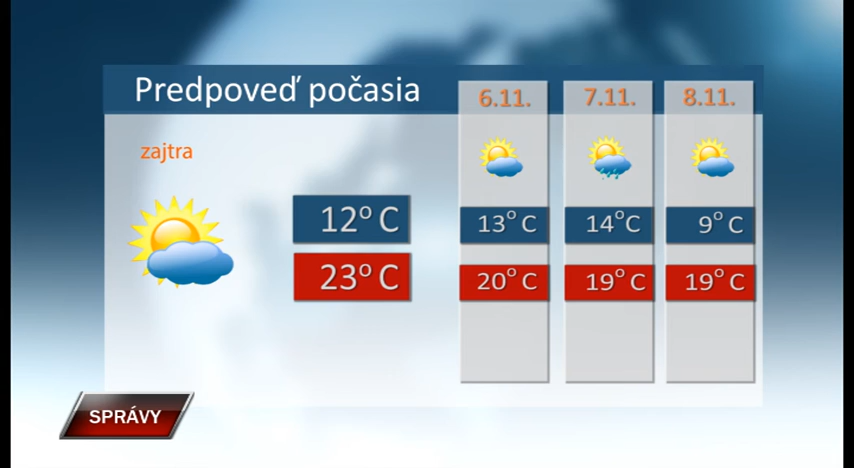 Predpoveď počasia
zajtra
12° C
23° C
6.11. 7.11. 8.11.
13° C 14°C 9° C
20° C 19° C 19° C
SPRÁVY